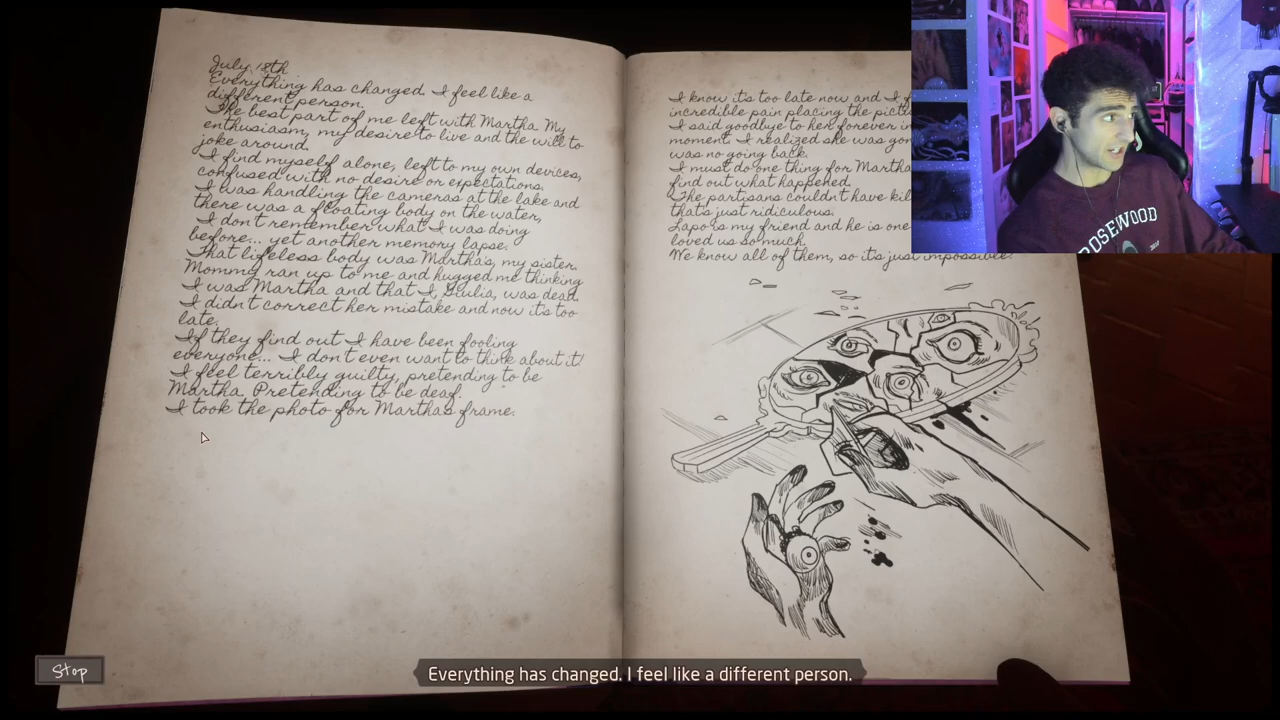 July 18th
Everything has changed. I feel like a
different person.
The best part of me left with Martha. My
enthusiasm, my desire to live and the will to
joke around.
I find myself alone, left to my own devices,
confused with no desire or expectations.
I was handling the cameras at the lake and
there was a floating body on the water,
I don't remember what I was doing
before... yet another memory lapse.
That lifeless body was Martha's, my sister.
Mommy ran up to me and hugged me thinking
I was Martha and that I, Giulia, was dead.
I didn't correct her mistake and now it's too
late.
If they find out I have been fooling
everyone... I don't even want to think about it!
I feel terribly guilty, pretending to be
Martha. Pretending to be deaf.
I took the photo for Martha's frame.
I know it's too late now and I
incredible pain placing the
I said goodbye to her forever in
moment. I realized she was
was no going back.
I must do one thing for Martha
find out what happened.
The partisans couldn't have
that's just ridiculous.
Lapo is my friend and he is one
loved us so much.
We know all of them, so it's just impossible!
ROSEWOOD
Stop
Everything has changed. I feel like a different person.